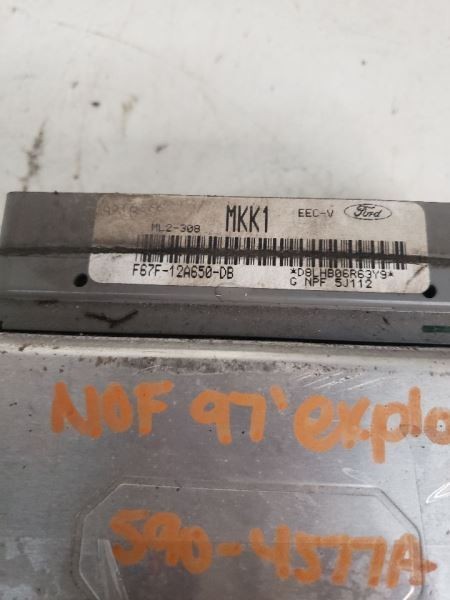 MKK1 EEC-V Ford
ML2-308
F67F-12A650-DB *D8LHB06R63Y9*
G NPF 5J112
NOF 97' explo
590-4577A